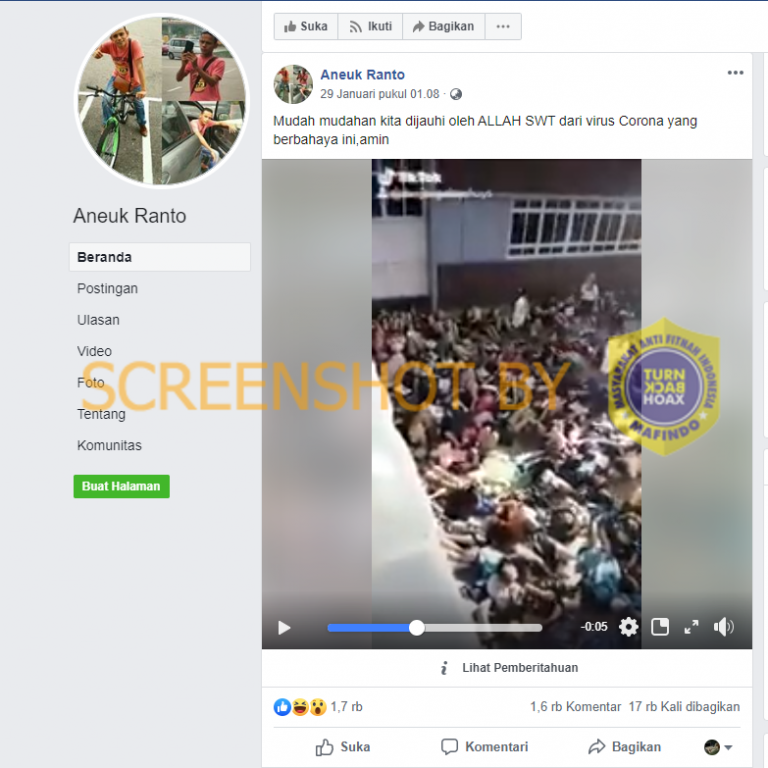 Suka
Ikuti
Bagikan
Aneuk Ranto
29 Januari pukul 01.08
Mudah mudahan kita dijauhi oleh ALLAH SWT dari virus Corona yang
berbahaya ini,amin
Aneuk Ranto
Beranda
Postingan
Ulasan
Video
Foto
Tentang
Komunitas
Buat Halaman
TikTok
SCREENSHOT BY
MASYARAKAT ANTI FITNAH INDONESIA
TURN
BACK
HOAX
MAFINDO
-0:05
Lihat Pemberitahuan
1,7 rb
1,6 rb Komentar
17 rb Kali dibagikan
Suka
Komentari
Bagikan